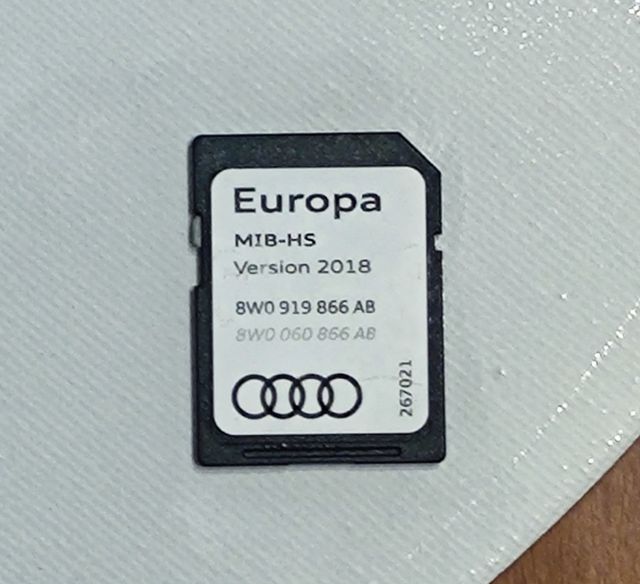 Europa
MIB-HS
Version 2018
8W0 919 866 AB
8W0 060 866 AB
267021